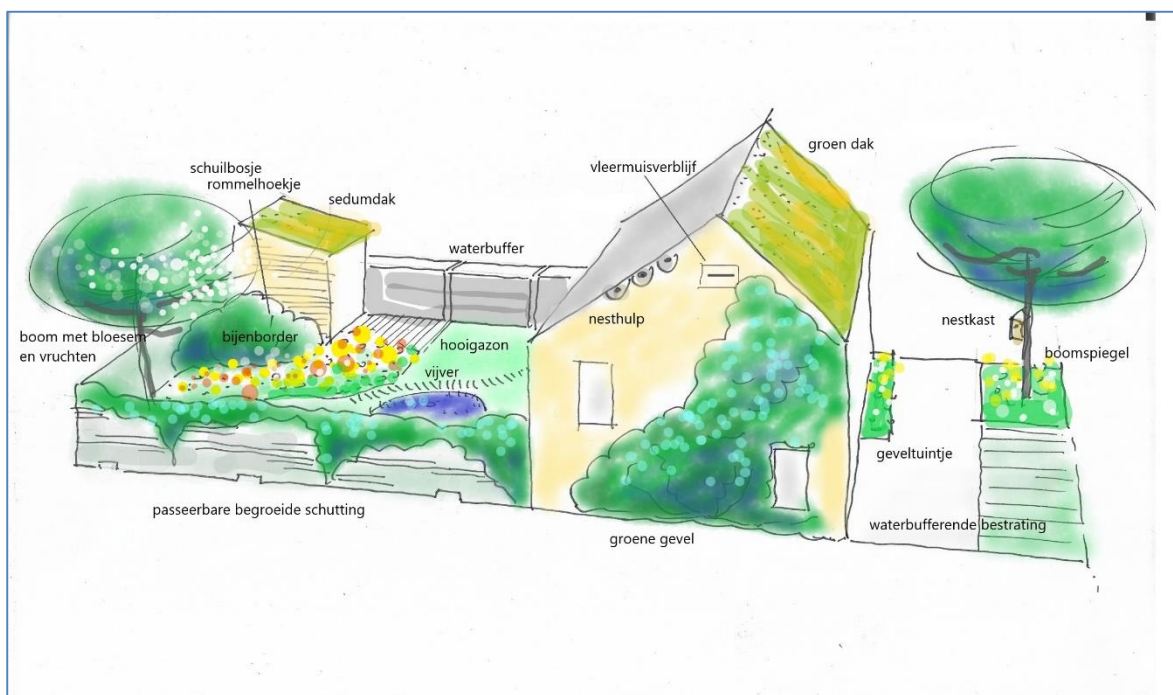 groen dak
schuilbosje
rommelhoekje
vleermuisverblijf
sedumdak
waterbuffer
nesthulp
nestkast
boom met bloesem
en vruchten
bijenborder
hooigazon
boomspiegel
vijver
geveltuintje
passeerbare begroeide schutting
waterbufferende bestrating
groene gevel